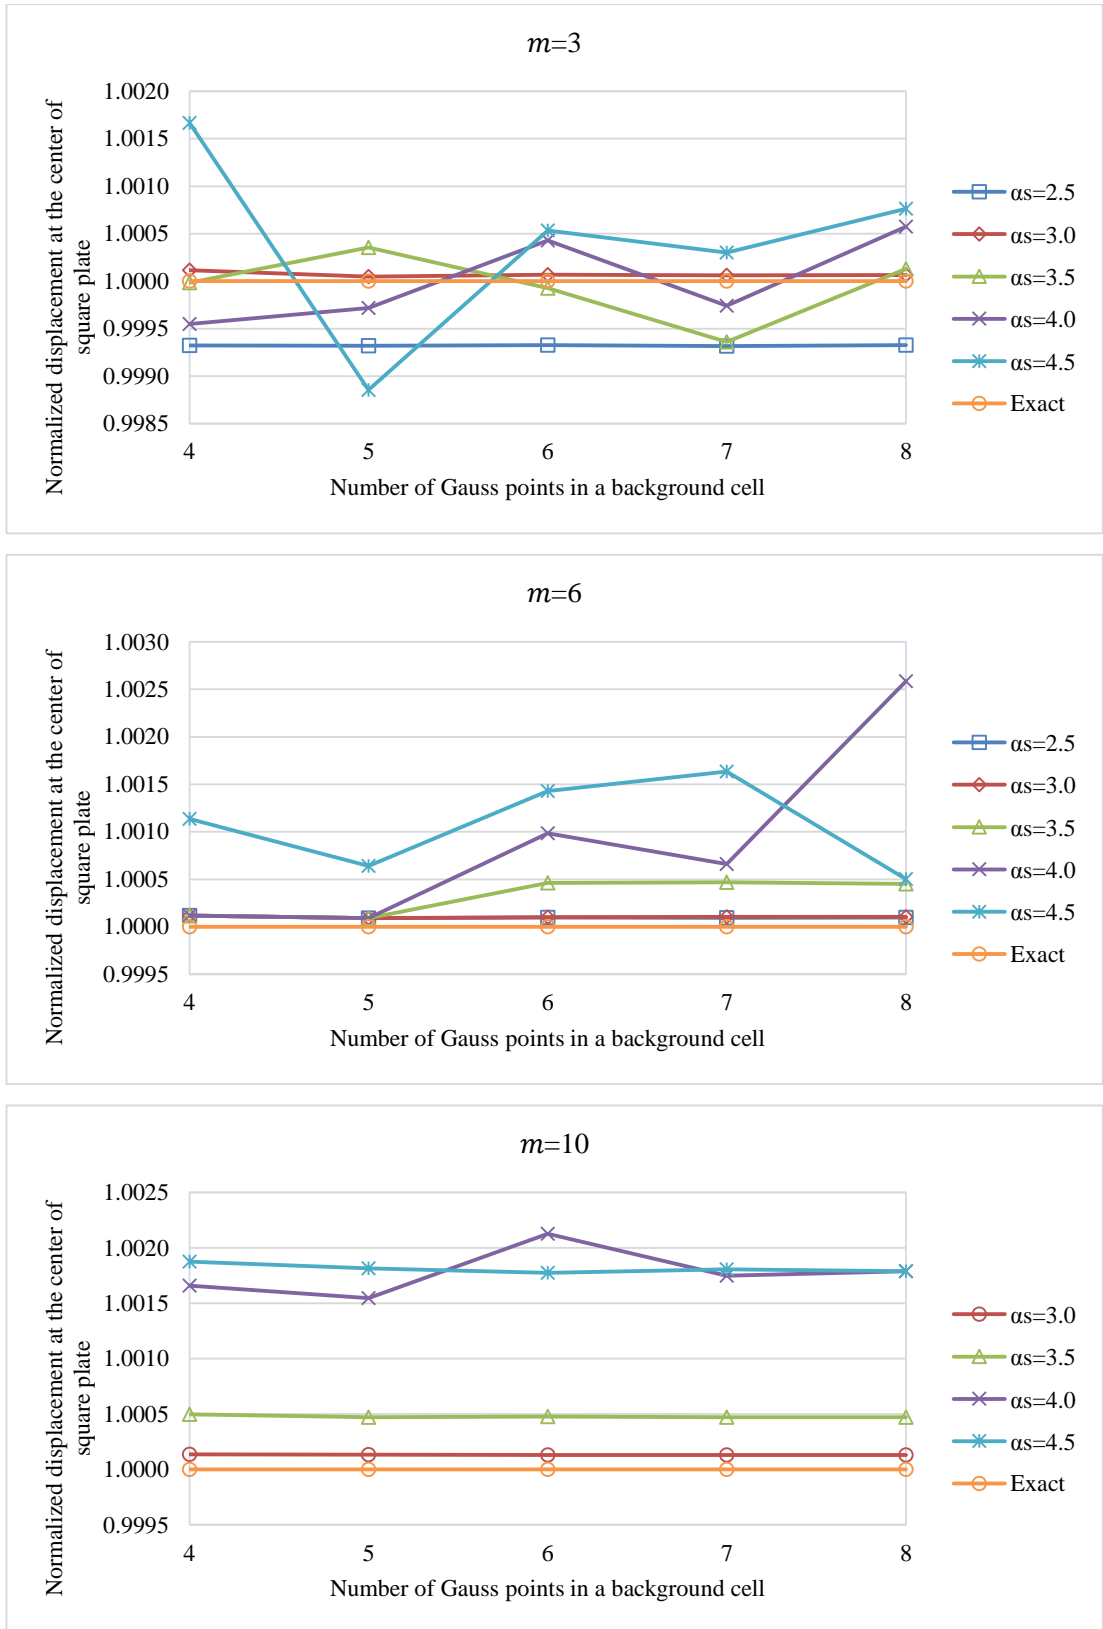 m=3
Normalized displacement at the center of
square plate
1.0020
1.0015
1.0010
1.0005
1.0000
0.9995
0.9990
0.9985
4 5 6 7 8
Number of Gauss points in a background cell
αs=2.5
αs=3.0
αs=3.5
αs=4.0
αs=4.5
Exact
m=6
Normalized displacement at the center of
square plate
1.0030
1.0025
1.0020
1.0015
1.0010
1.0005
1.0000
0.9995
4 5 6 7 8
Number of Gauss points in a background cell
αs=2.5
αs=3.0
αs=3.5
αs=4.0
αs=4.5
Exact
m=10
Normalized displacement at the center of
square plate
1.0025
1.0020
1.0015
1.0010
1.0005
1.0000
0.9995
4 5 6 7 8
Number of Gauss points in a background cell
αs=3.0
αs=3.5
αs=4.0
αs=4.5
Exact